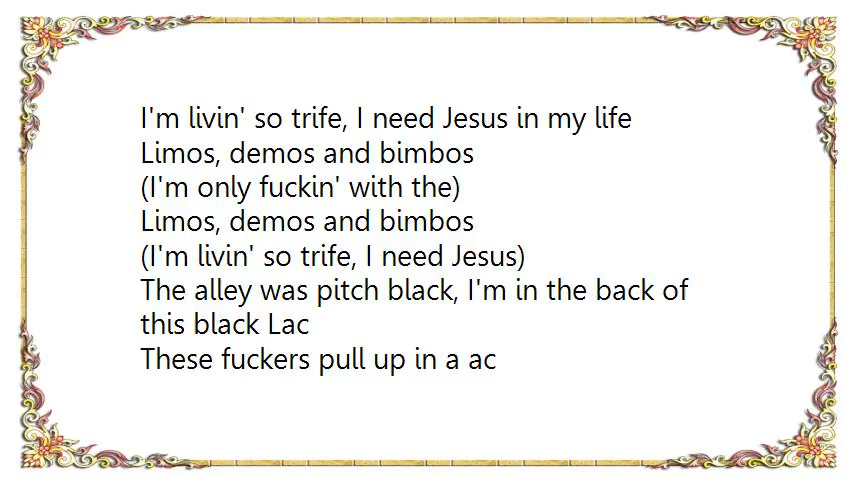 I'm livin' so trife, I need Jesus in my life
Limos, demos and bimbos
(I'm only fuckin' with the)
Limos, demos and bimbos
(I'm livin' so trife, I need Jesus)
The alley was pitch black, I'm in the back of
this black Lac
These fuckers pull up in a ac